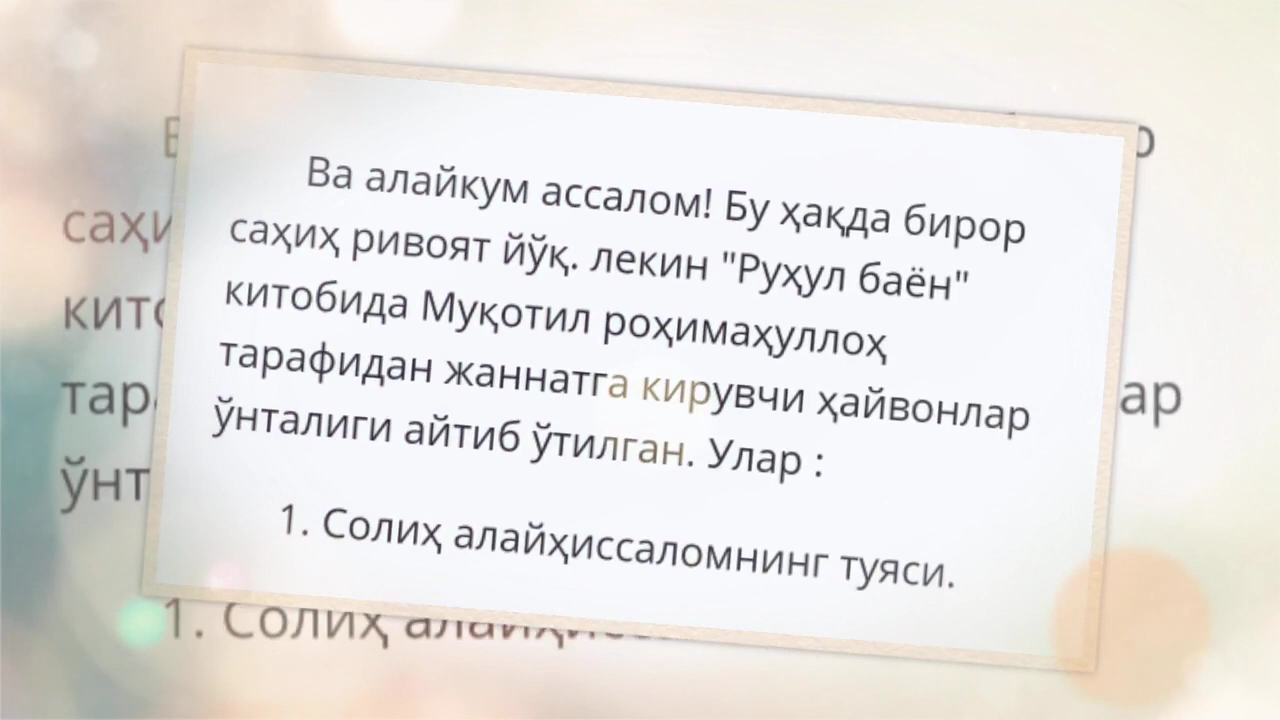 Ва алайкум ассалом! Бу ҳақда бирор
саҳиҳ ривоят йўқ. лекин "Руҳул баён"
китобида Муқотил роҳимаҳуллоҳ
тарафидан жаннатга кирувчи ҳайвонлар
ўнталиги айтиб ўтилган. Улар :
1. Солиҳ алайҳиссаломнинг туяси.